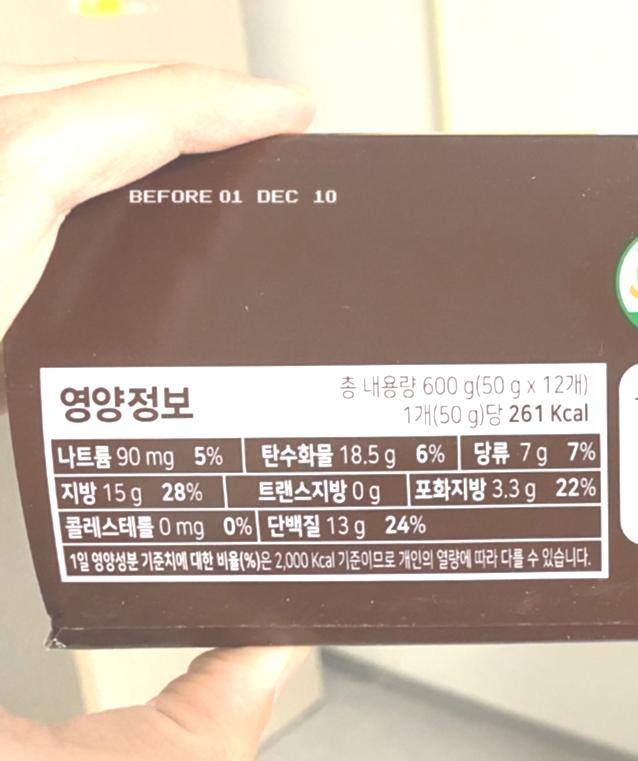 BEFORE 01 DEC 10
영양정보
총 내용량 600 g(50 g x 12개)
1개(50 g)당 261 Kcal
나트륨 90 mg 5% 탄수화물 18.5 g 6% 당류 7 g 7%
지방 15 g 28% 트랜스지방 0 g 포화지방 3.3 g 22%
콜레스테롤 0 mg 0% 단백질 13 g 24%
1일 영양성분 기준치에 대한 비율(%)은 2,000 Kcal 기준이므로 개인의 열량에 따라 다를 수 있습니다.